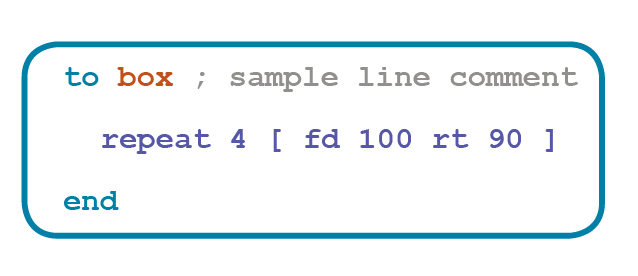 to box ; sample line comment
repeat 4 [ fd 100 rt 90 ]
end